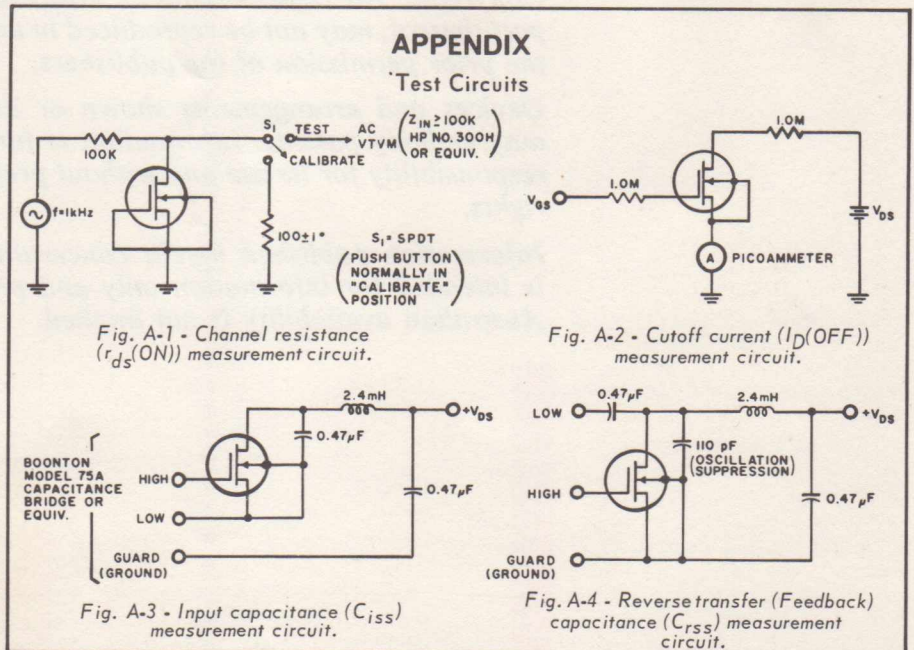 APPENDIX
Test Circuits
100K
f=1kHz
S1
TEST
CALIBRATE
AC
VTVM
(ZIN ≥ 100K
HP NO. 300H
OR EQUIV.)
100±1°
S1= SPDT
(PUSH BUTTON
NORMALLY IN
"CALIBRATE,"
POSITION)
Fig. A-1 - Channel resistance
(rds(ON)) measurement circuit.
1.0M
VGS
1.0M
VDS
A
PICOAMMETER
Fig. A-2 - Cutoff current (ID(OFF))
measurement circuit.
2.4mH
+VDS
0.47µF
BOONTON
MODEL 75A
CAPACITANCE
BRIDGE OR
EQUIV.
HIGH
LOW
0.47µF
GUARD
(GROUND)
Fig. A-3 - Input capacitance (Ciss)
measurement circuit.
0.47µF
LOW
2.4mH
+VDS
110 pF
(OSCILLATION
SUPPRESSION)
HIGH
0.47µF
GUARD
(GROUND)
Fig. A-4 - Reverse transfer (Feedback)
capacitance (Crss) measurement
circuit.